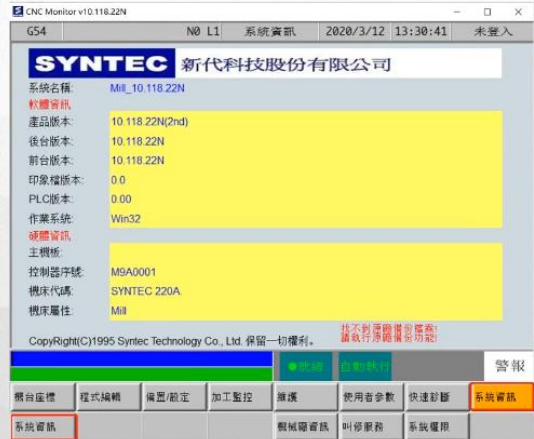 CNC Monitor v10.118.22N
G54 N0 L1 系統資訊 2020/3/12 13:30:41 未登入
SYNTEC 新代科技股份有限公司
系統名稱: Mill_10.118.22N
軟體資訊
產品版本: 10.118.22N(2nd)
後台版本: 10.118.22N
前台版本: 10.118.22N
印象檔版本: 0.0
PLC版本: 0.00
作業系統: Win32
硬體資訊
主機板:
控制器序號: M9A0001
機床代碼: SYNTEC 220A
機床屬性: Mill
找不到原廠備份檔案!
請執行原廠備份功能!
CopyRight(C)1995 Syntec Technology Co., Ltd. 保留一切權利。
就緒 自動執行 警報
機台座標 程式編輯 偏置/設定 加工監控 維護 使用者參數 快速診斷 系統資訊
系統資訊 機械廠資訊 叫修服務 系統權限